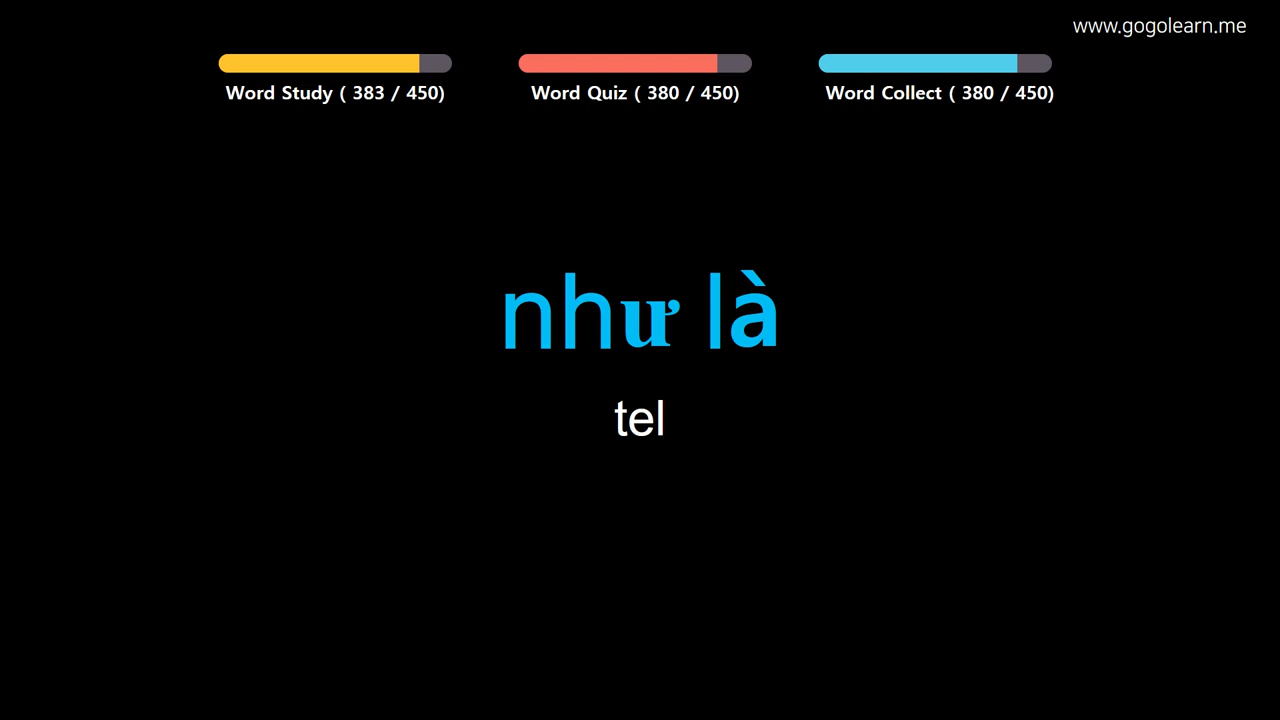 www.gogolearn.me
Word Study ( 383 / 450)
Word Quiz ( 380 / 450)
Word Collect ( 380 / 450)
như là
tel